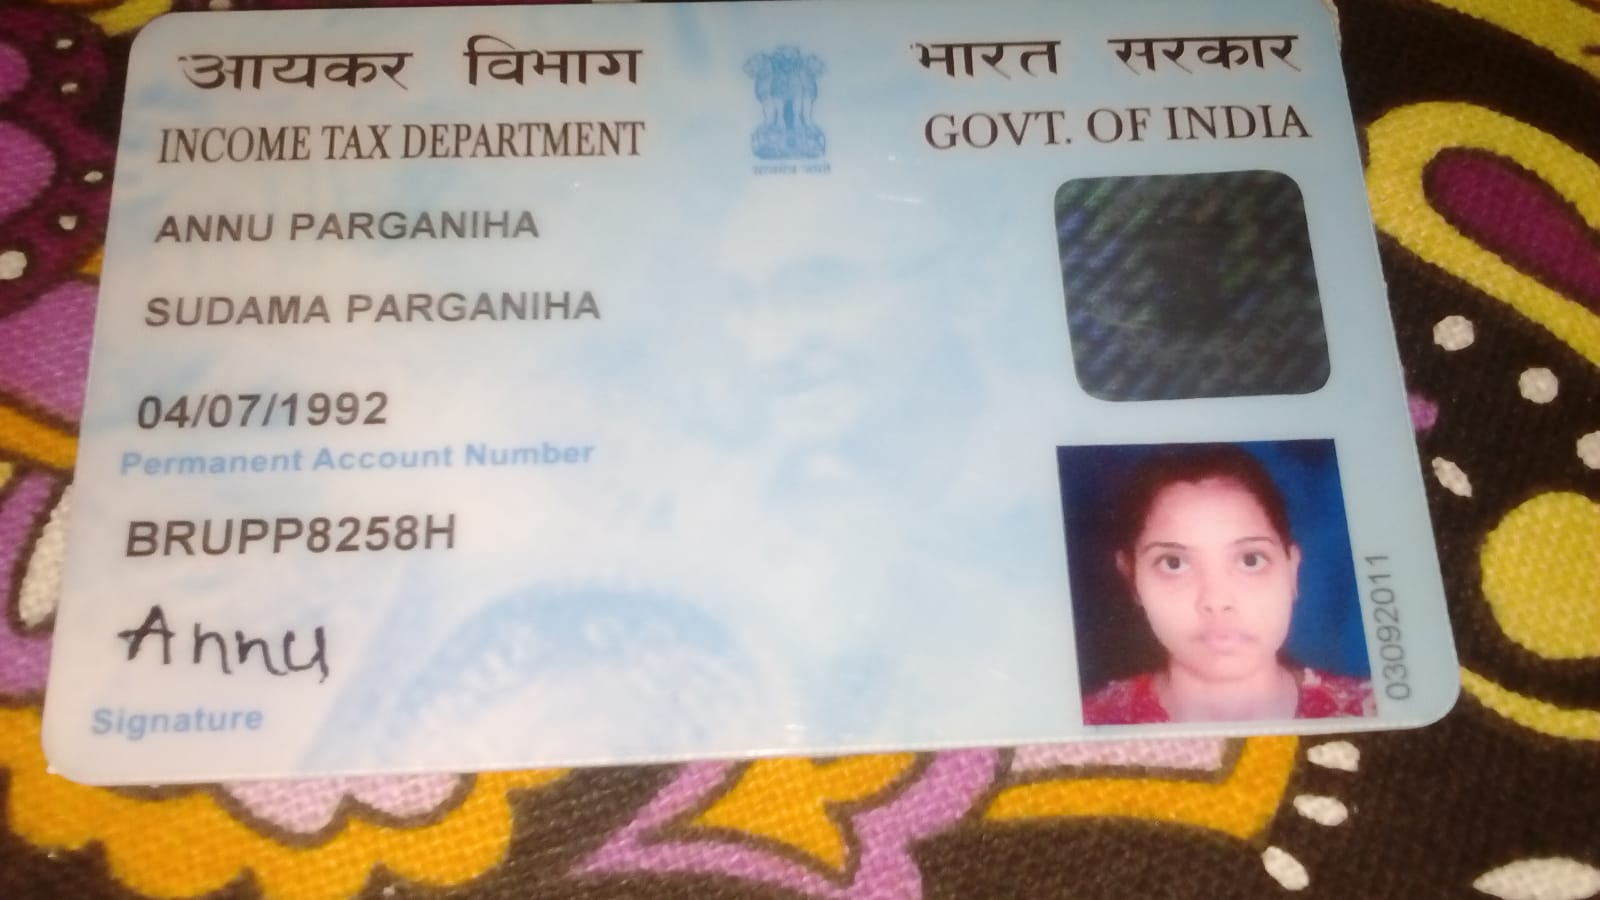 आयकर विभाग
INCOME TAX DEPARTMENT
भारत सरकार
GOVT. OF INDIA
सत्यमेव जयते
ANNU PARGANIHA
SUDAMA PARGANIHA
04/07/1992
Permanent Account Number
BRUPP8258H
Annu
Signature
03092011